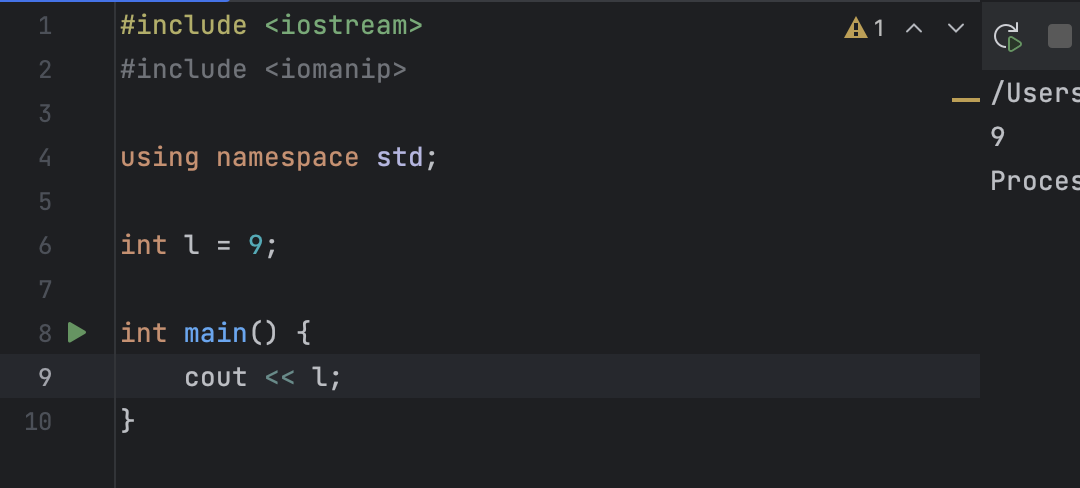 1 #include <iostream>
2 #include <iomanip>
3
4 using namespace std;
5
6 int l = 9;
7
8 int main() {
9     cout << l;
10 }
1
/Users
9
Proces